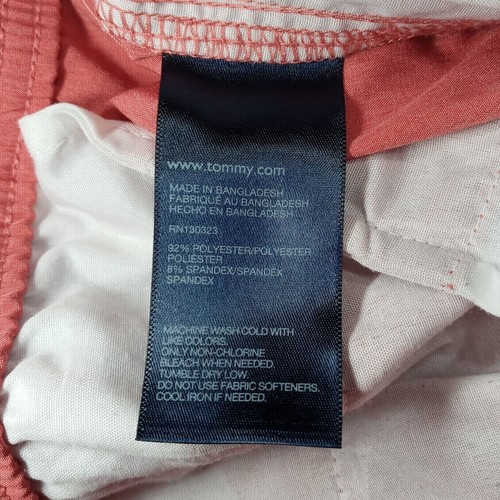 www.tommy.com
MADE IN BANGLADESH
FABRIQUÉ AU BANGLADESH
HECHO EN BANGLADESH
RN130323
92% POLYESTER/POLYESTER
POLIÉSTER
8% SPANDEX/SPANDEX
SPANDEX
MACHINE WASH COLD WITH
LIKE COLORS.
ONLY NON-CHLORINE
BLEACH WHEN NEEDED.
TUMBLE DRY LOW.
DO NOT USE FABRIC SOFTENERS.
COOL IRON IF NEEDED.